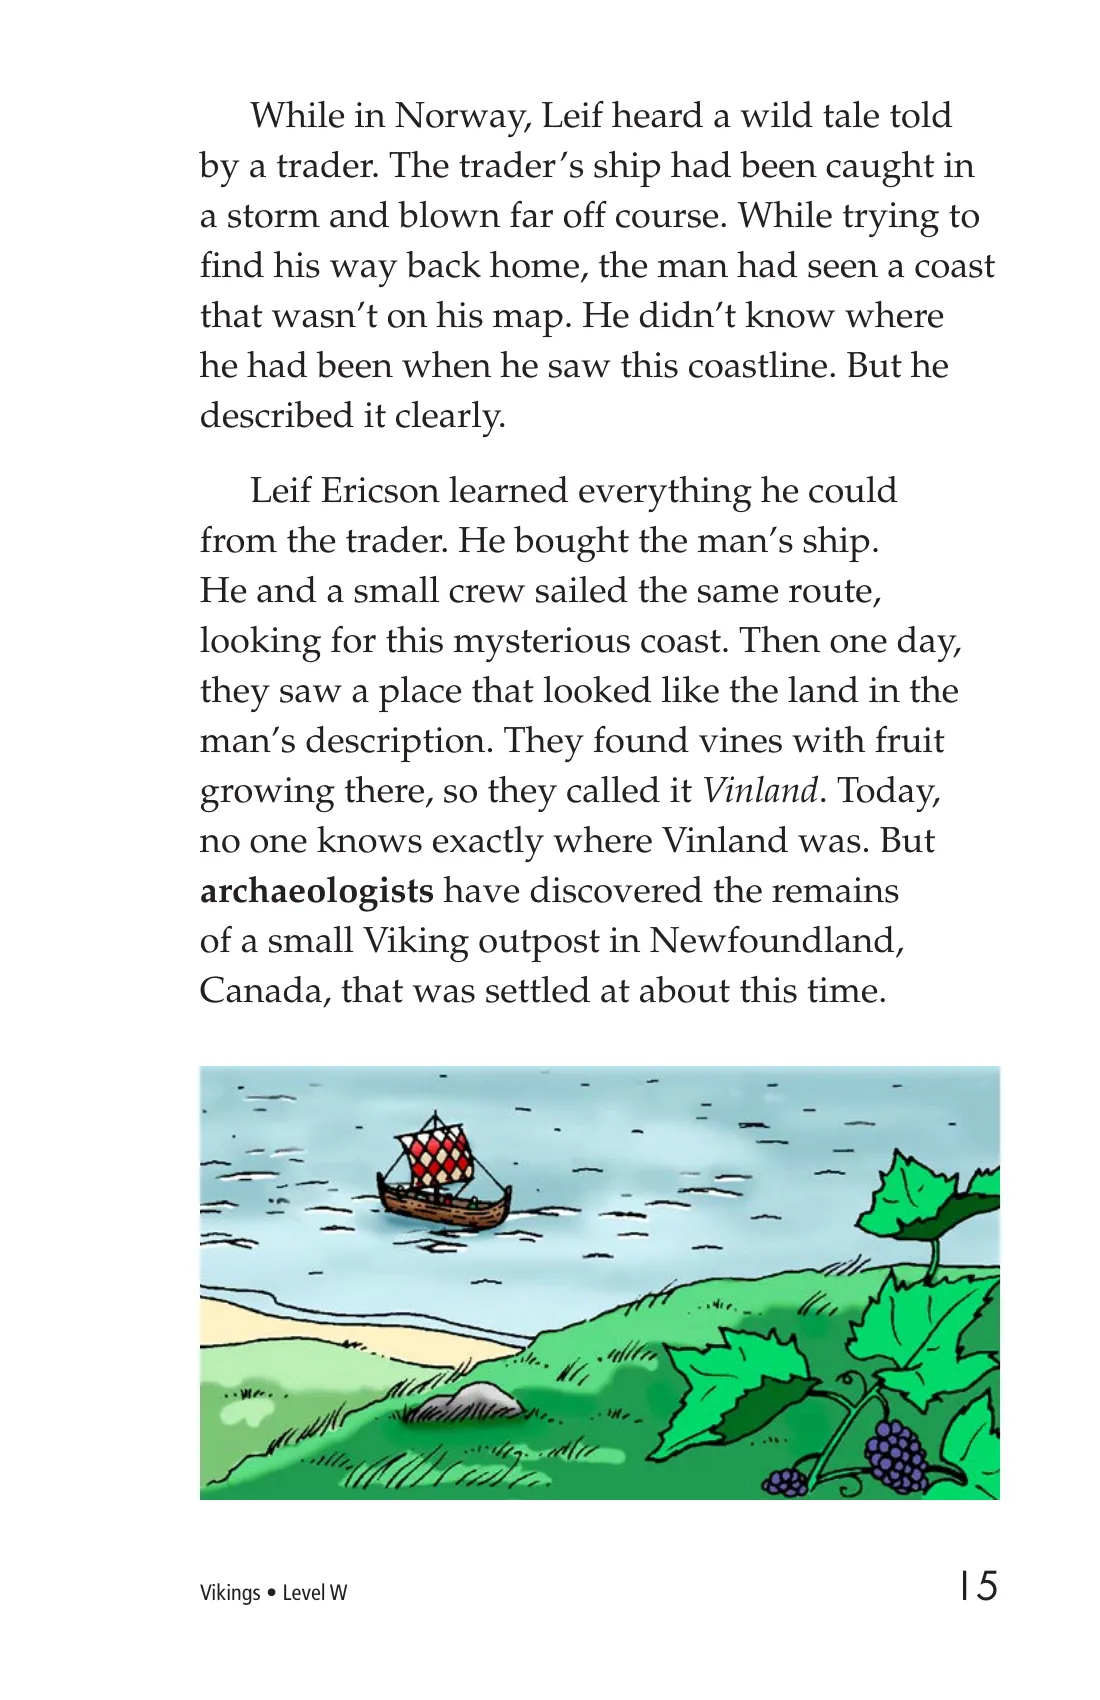 While in Norway, Leif heard a wild tale told
by a trader. The trader’s ship had been caught in
a storm and blown far off course. While trying to
find his way back home, the man had seen a coast
that wasn’t on his map. He didn’t know where
he had been when he saw this coastline. But he
described it clearly.
Leif Ericson learned everything he could
from the trader. He bought the man’s ship.
He and a small crew sailed the same route,
looking for this mysterious coast. Then one day,
they saw a place that looked like the land in the
man’s description. They found vines with fruit
growing there, so they called it Vinland. Today,
no one knows exactly where Vinland was. But
archaeologists have discovered the remains
of a small Viking outpost in Newfoundland,
Canada, that was settled at about this time.
Vikings • Level W
15